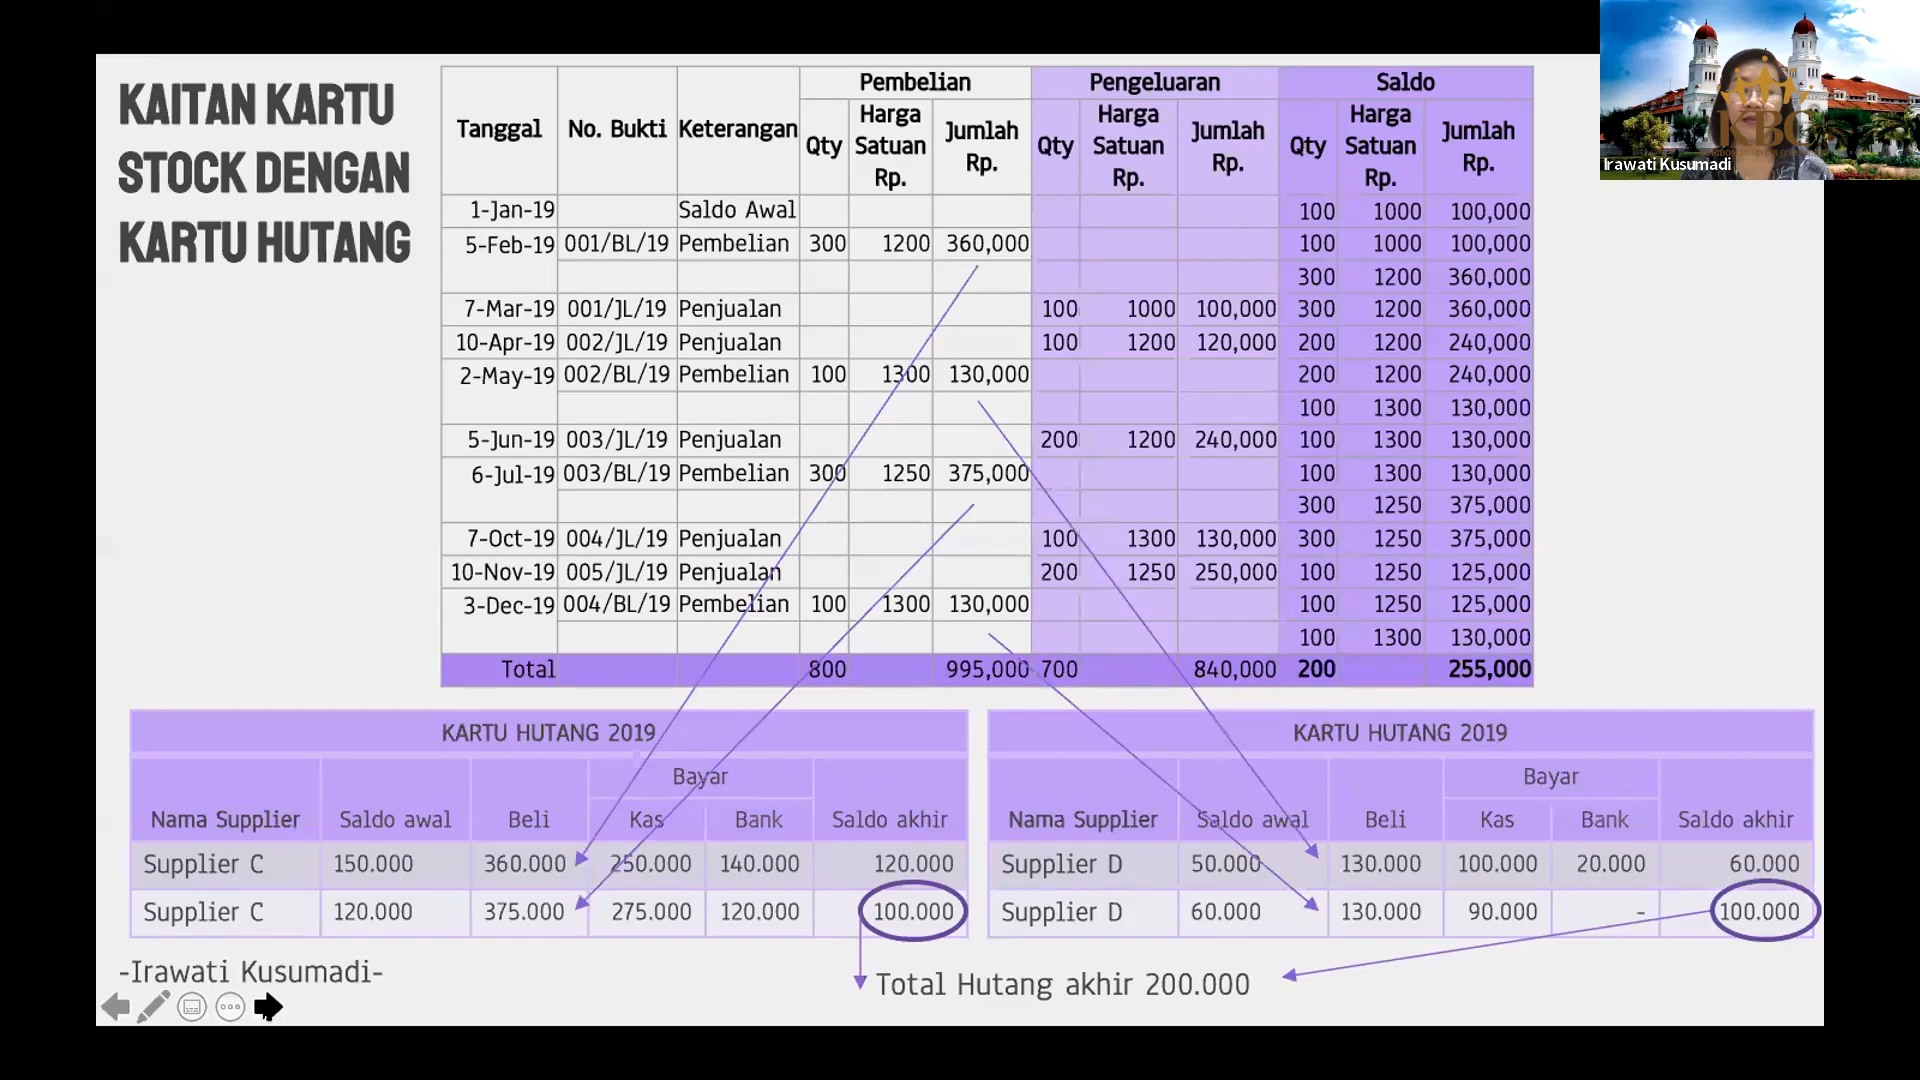 KAITAN KARTU
STOCK DENGAN
KARTU HUTANG
Pembelian Pengeluaran Saldo
Tanggal No. Bukti Keterangan Qty Harga Satuan Rp. Jumlah Rp. Qty Harga Satuan Rp. Jumlah Rp. Qty Harga Satuan Rp. Jumlah Rp.
1-Jan-19 Saldo Awal 100 1000 100,000
5-Feb-19 001/BL/19 Pembelian 300 1200 360,000 100 1000 100,000
300 1200 360,000
7-Mar-19 001/JL/19 Penjualan 100 1000 100,000 300 1200 360,000
10-Apr-19 002/JL/19 Penjualan 100 1200 120,000 200 1200 240,000
2-May-19 002/BL/19 Pembelian 100 1300 130,000 200 1200 240,000
100 1300 130,000
5-Jun-19 003/JL/19 Penjualan 200 1200 240,000 100 1300 130,000
6-Jul-19 003/BL/19 Pembelian 300 1250 375,000 100 1300 130,000
300 1250 375,000
7-Oct-19 004/JL/19 Penjualan 100 1300 130,000 300 1250 375,000
10-Nov-19 005/JL/19 Penjualan 200 1250 250,000 100 1250 125,000
3-Dec-19 004/BL/19 Pembelian 100 1300 130,000 100 1250 125,000
100 1300 130,000
Total 800 995,000 700 840,000 200 255,000
KARTU HUTANG 2019
Bayar
Nama Supplier Saldo awal Beli Kas Bank Saldo akhir
Supplier C 150.000 360.000 250.000 140.000 120.000
Supplier C 120.000 375.000 275.000 120.000 100.000
KARTU HUTANG 2019
Bayar
Nama Supplier Saldo awal Beli Kas Bank Saldo akhir
Supplier D 50.000 130.000 100.000 20.000 60.000
Supplier D 60.000 130.000 90.000 - 100.000
-Irawati Kusumadi-
Total Hutang akhir 200.000
KBC
Irawati Kusumadi